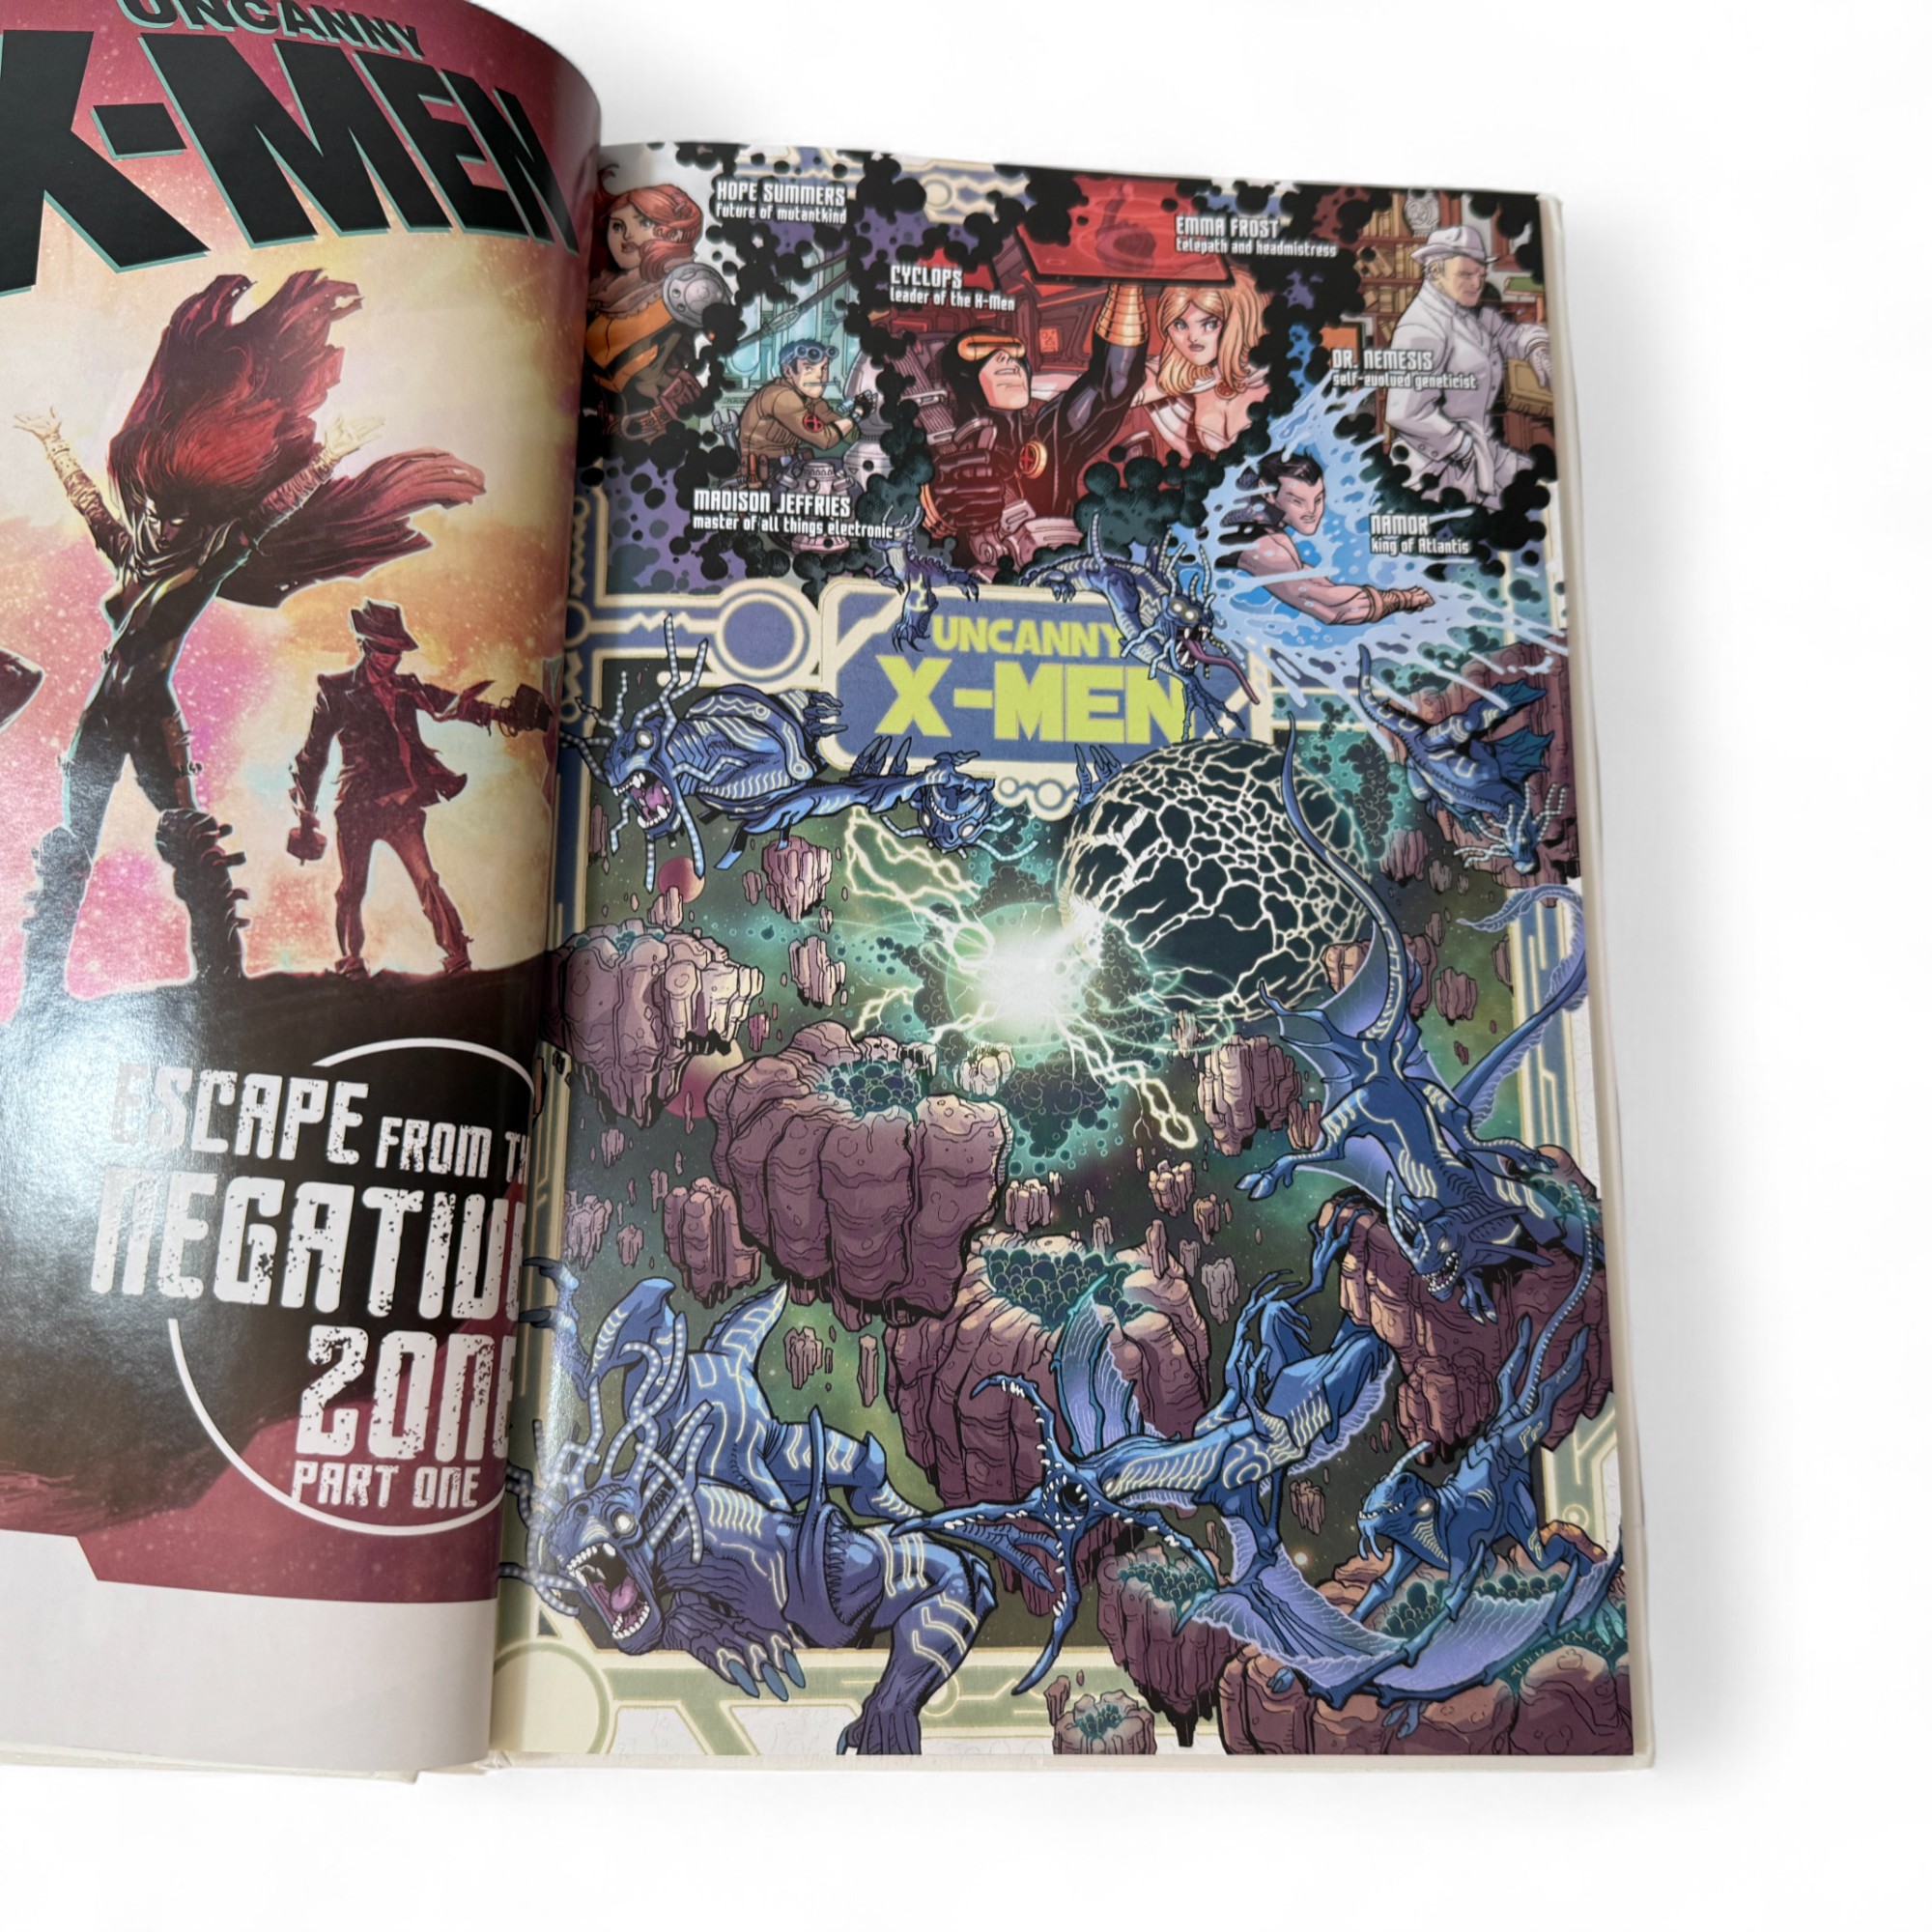 UNCANNY
X-MEN
ESCAPE FROM
NEGATIV
ZON
PART ONE
HOPE SUMMERS
future of mutantkind
CYCLOPS
leader of the X-Men
EMMA FROST
telepath and headmistress
DR. NEMESIS
self-evolved geneticist
MADISON JEFFRIES
master of all things electronic
NAMOR
king of Atlantis
UNCANNY
X-MEN